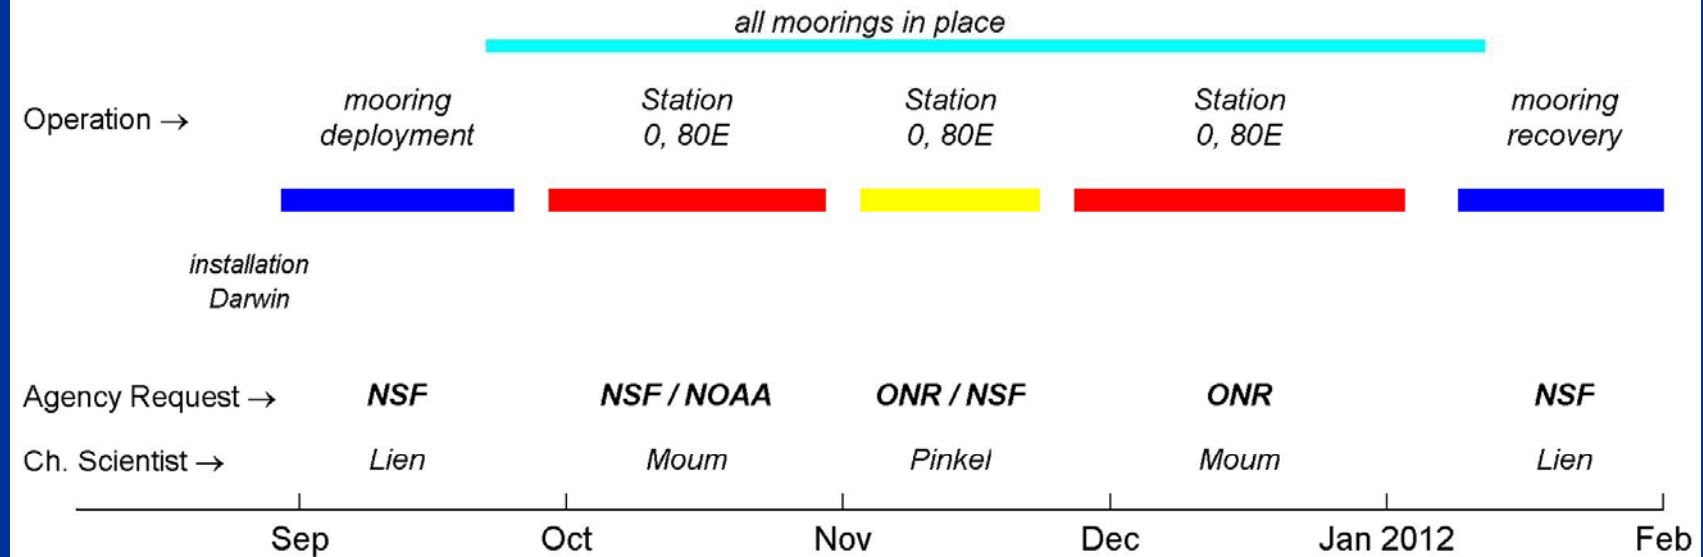 all moorings in place
Operation → mooring deployment Station 0, 80E Station 0, 80E Station 0, 80E mooring recovery
installation
Darwin
Agency Request → NSF NSF / NOAA ONR / NSF ONR NSF
Ch. Scientist → Lien Moum Pinkel Moum Lien
Sep Oct Nov Dec Jan 2012 Feb